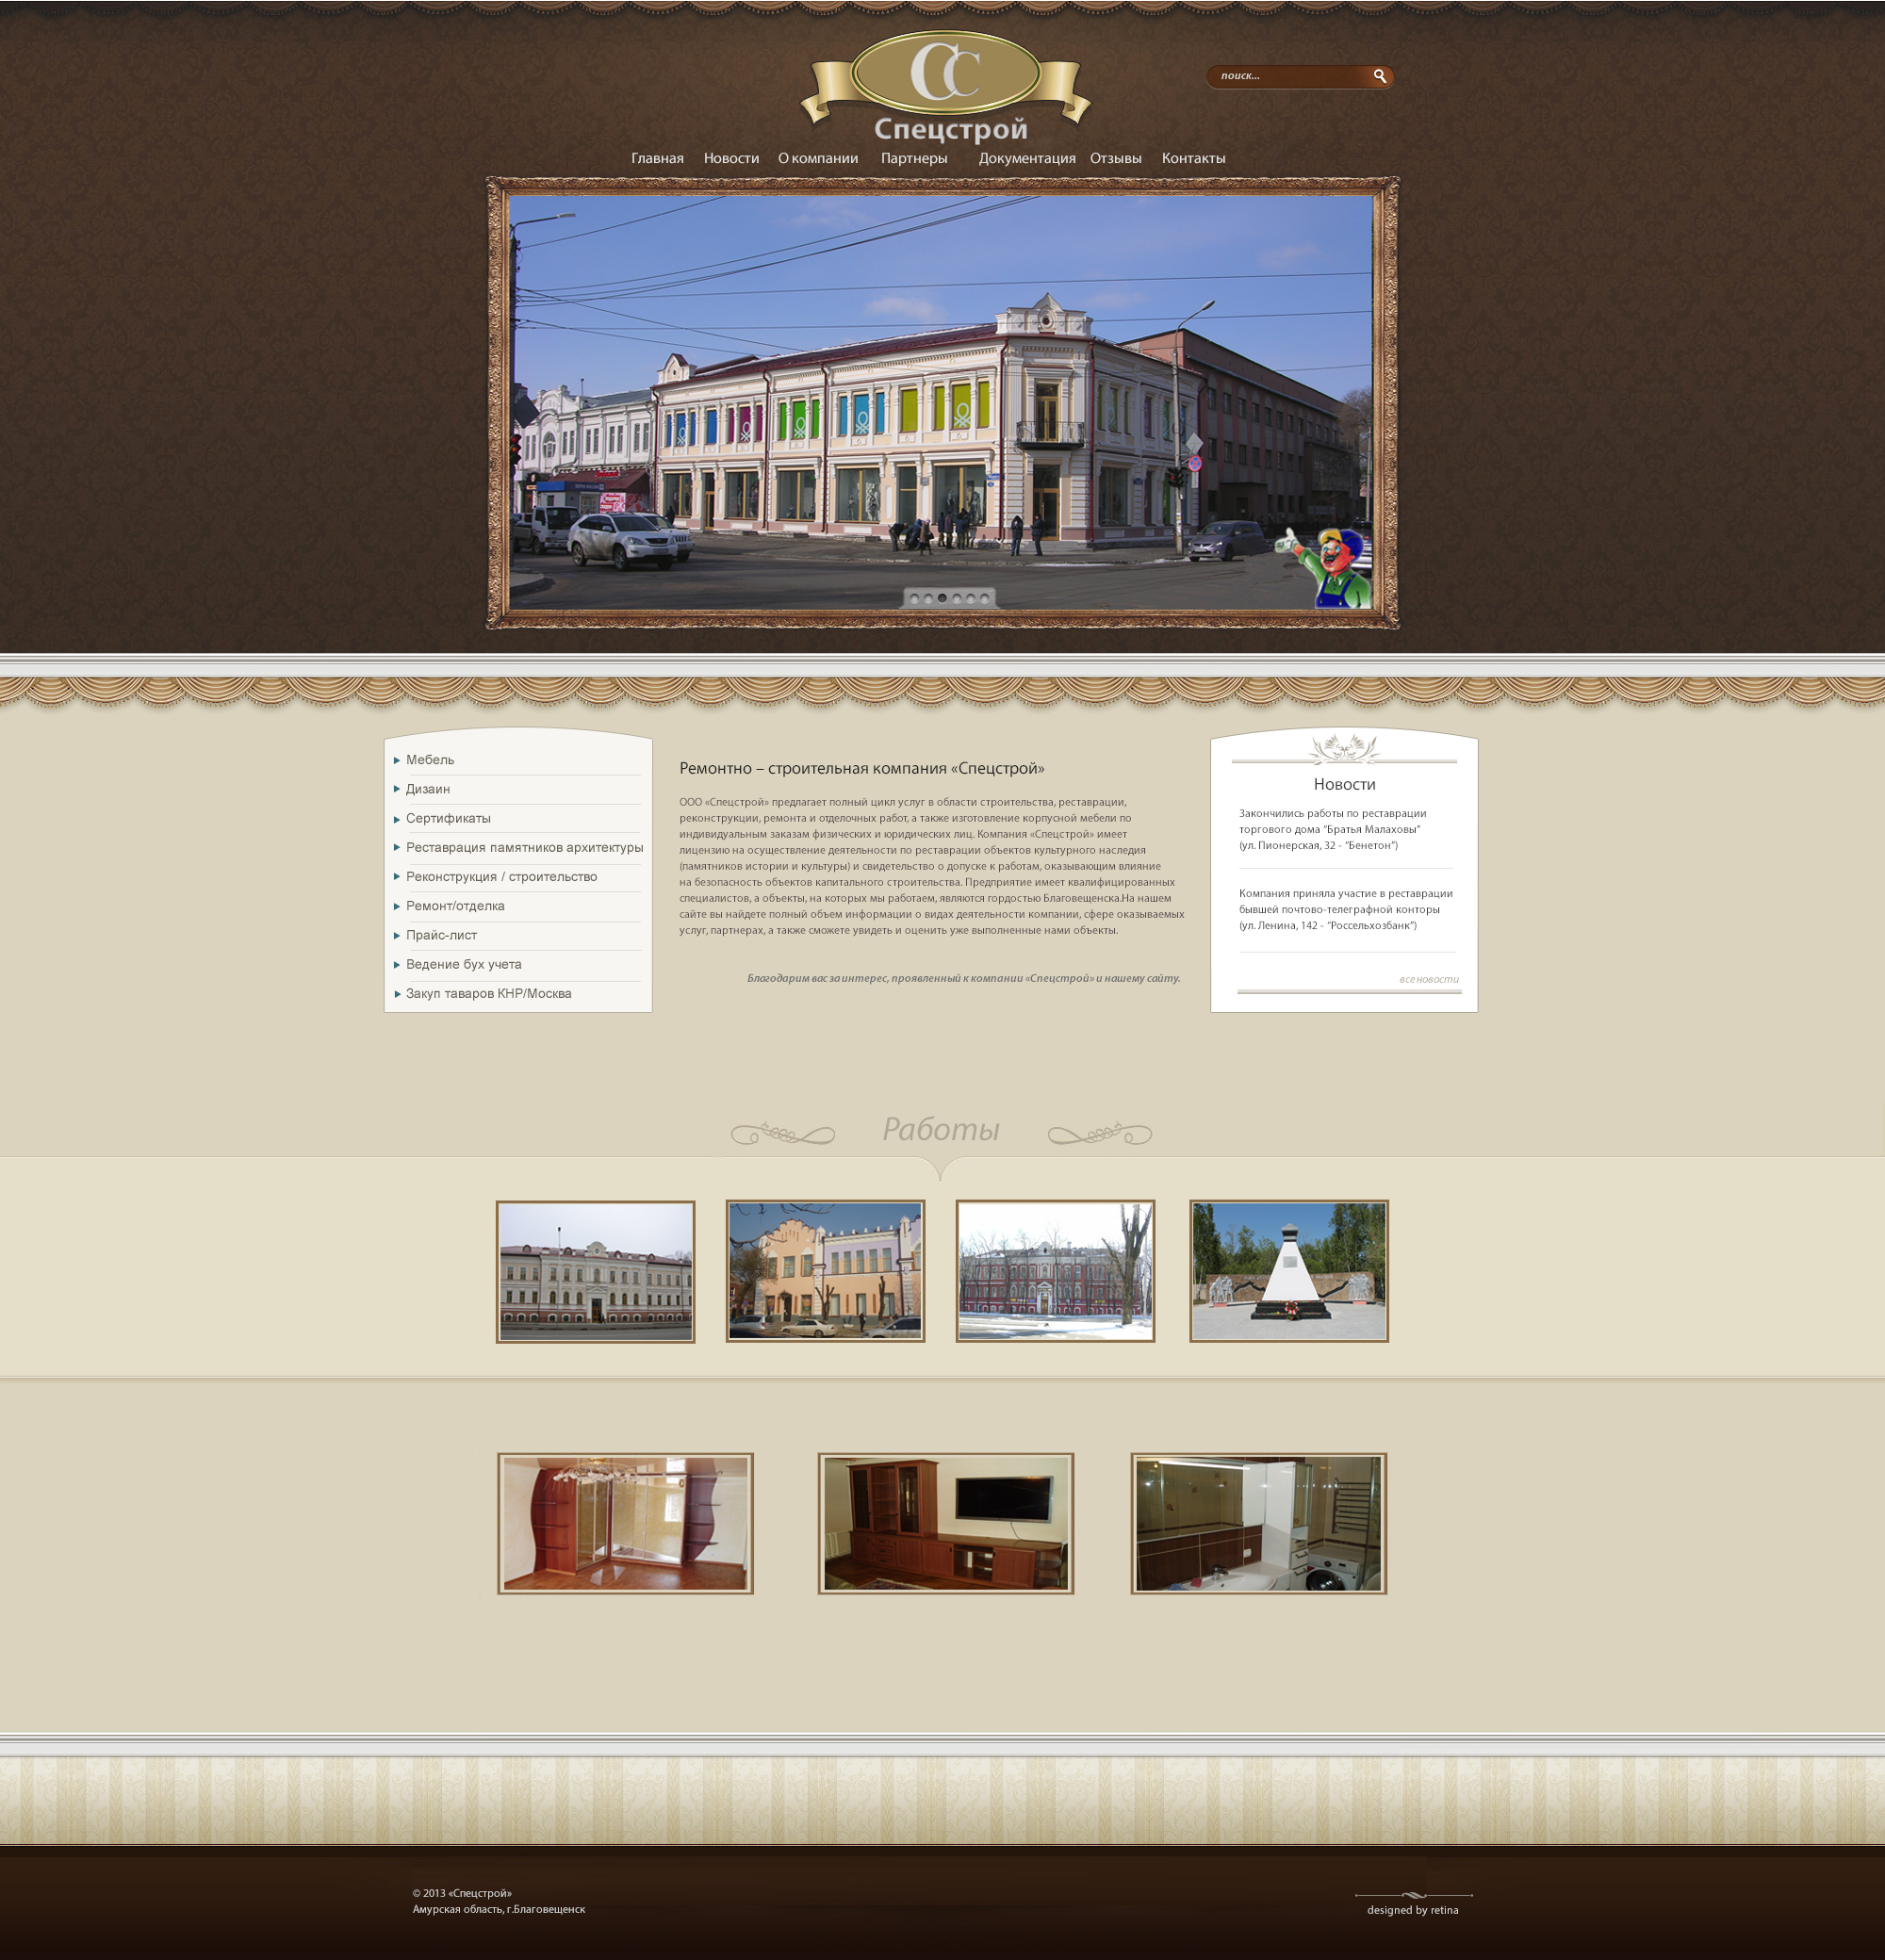 СС
Спецстрой
поиск...
Главная Новости О компании Партнеры Документация Отзывы Контакты
Мебель
Дизаин
Сертификаты
Реставрация памятников архитектуры
Реконструкция / строительство
Ремонт/отделка
Прайс-лист
Ведение бух учета
Закуп таваров КНР/Москва
Ремонтно – строительная компания «Спецстрой»
ООО «Спецстрой» предлагает полный цикл услуг в области строительства, реставрации,
реконструкции, ремонта и отделочных работ, а также изготовление корпусной мебели по
индивидуальным заказам физических и юридических лиц. Компания «Спецстрой» имеет
лицензию на осуществление деятельности по реставрации объектов культурного наследия
(памятников истории и культуры) и свидетельство о допуске к работам, оказывающим влияние
на безопасность объектов капитального строительства. Предприятие имеет квалифицированных
специалистов, а объекты, на которых мы работаем, являются гордостью Благовещенска.На нашем
сайте вы найдете полный объем информации о видах деятельности компании, сфере оказываемых
услуг, партнерах, а также сможете увидеть и оценить уже выполненные нами объекты.
Благодарим вас за интерес, проявленный к компании «Спецстрой» и нашему сайту.
Новости
Закончились работы по реставрации
торгового дома “Братья Малаховы”
(ул. Пионерская, 32 - “Бенетон”)
Компания приняла участие в реставрации
бывшей почтово-телеграфной конторы
(ул. Ленина, 142 - “Россельхозбанк”)
все новости
Работы
© 2013 «Спецстрой»
Амурская область, г.Благовещенск
designed by retina